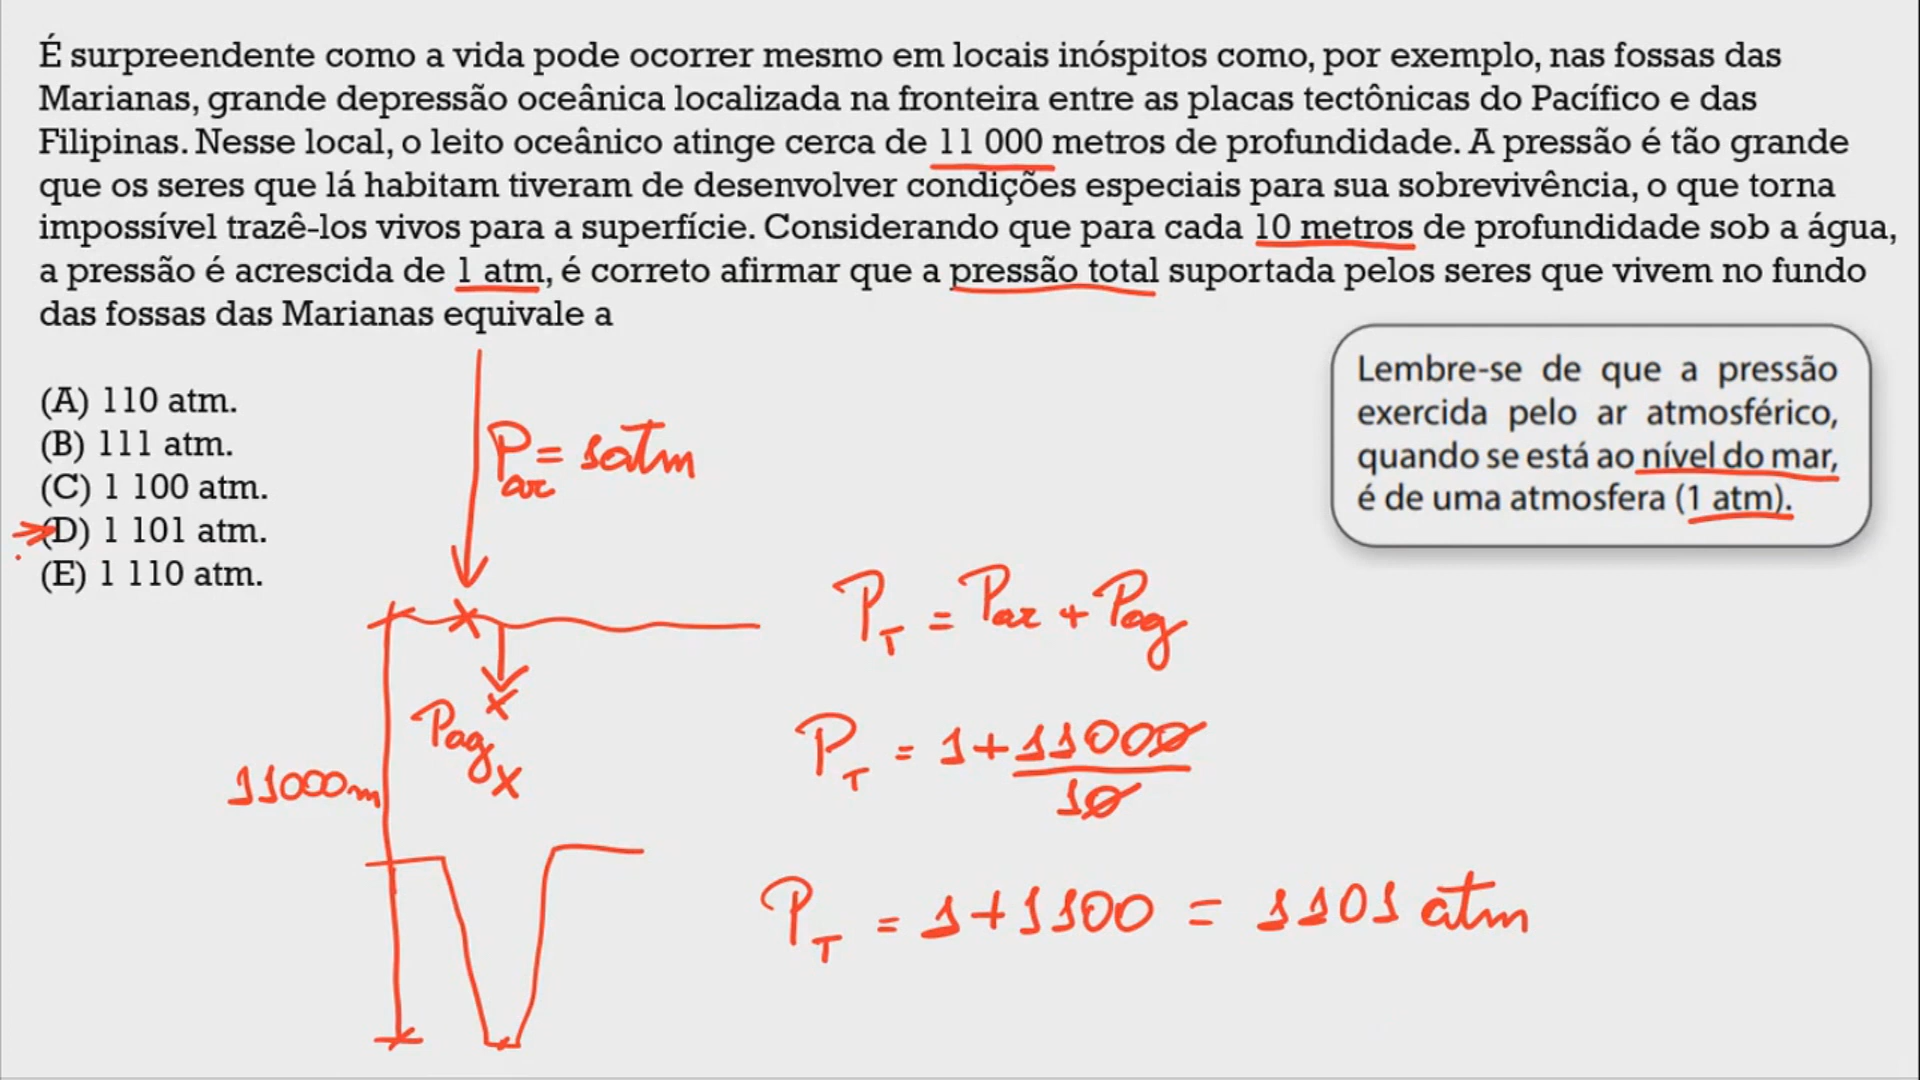 É surpreendente como a vida pode ocorrer mesmo em locais inóspitos como, por exemplo, nas fossas das
Marianas, grande depressão oceânica localizada na fronteira entre as placas tectônicas do Pacífico e das
Filipinas. Nesse local, o leito oceânico atinge cerca de 11 000 metros de profundidade. A pressão é tão grande
que os seres que lá habitam tiveram de desenvolver condições especiais para sua sobrevivência, o que torna
impossível trazê-los vivos para a superfície. Considerando que para cada 10 metros de profundidade sob a água,
a pressão é acrescida de 1 atm, é correto afirmar que a pressão total suportada pelos seres que vivem no fundo
das fossas das Marianas equivale a
(A) 110 atm.
(B) 111 atm.
(C) 1 100 atm.
(D) 1 101 atm.
(E) 1 110 atm.
Lembre-se de que a pressão
exercida pelo ar atmosférico,
quando se está ao nível do mar,
é de uma atmosfera (1 atm).
Par = 1atm
PT = Par + Pag
Pag
11000m
PT = 1 + 11000
10
PT = 1 + 1100 = 1101 atm